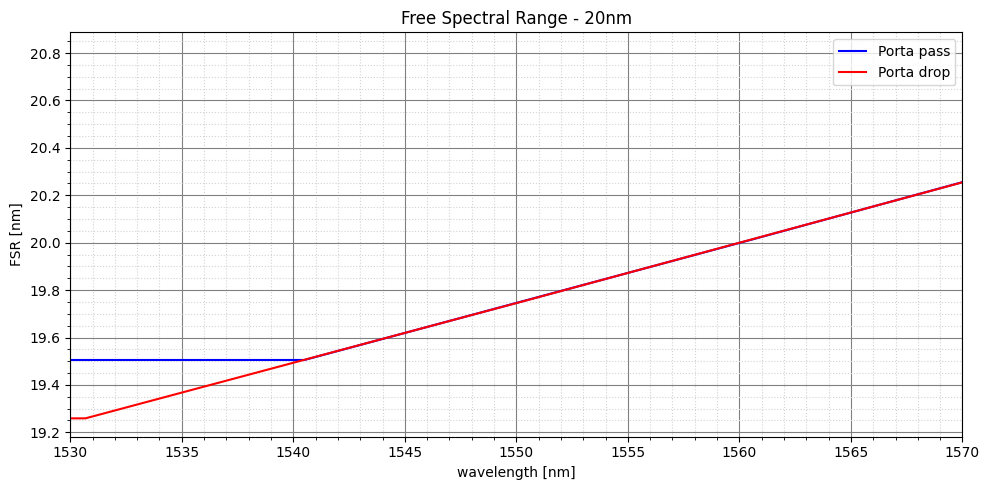 Free Spectral Range - 20nm
Porta pass
Porta drop
FSR [nm]
20.8
20.6
20.4
20.2
20.0
19.8
19.6
19.4
19.2
1530 1535 1540 1545 1550 1555 1560 1565 1570
wavelength [nm]